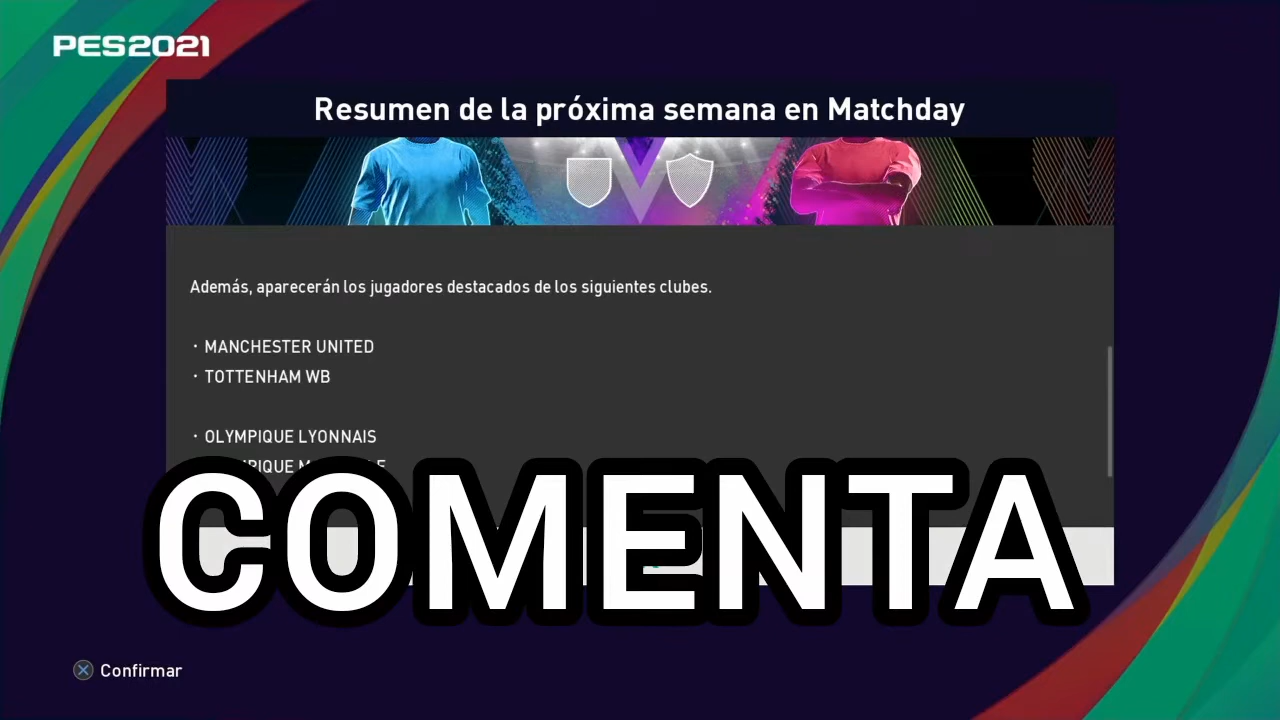 PES2021
Resumen de la próxima semana en Matchday
Además, aparecerán los jugadores destacados de los siguientes clubes.
· MANCHESTER UNITED
· TOTTENHAM WB
· OLYMPIQUE LYONNAIS
COMENTA
Confirmar